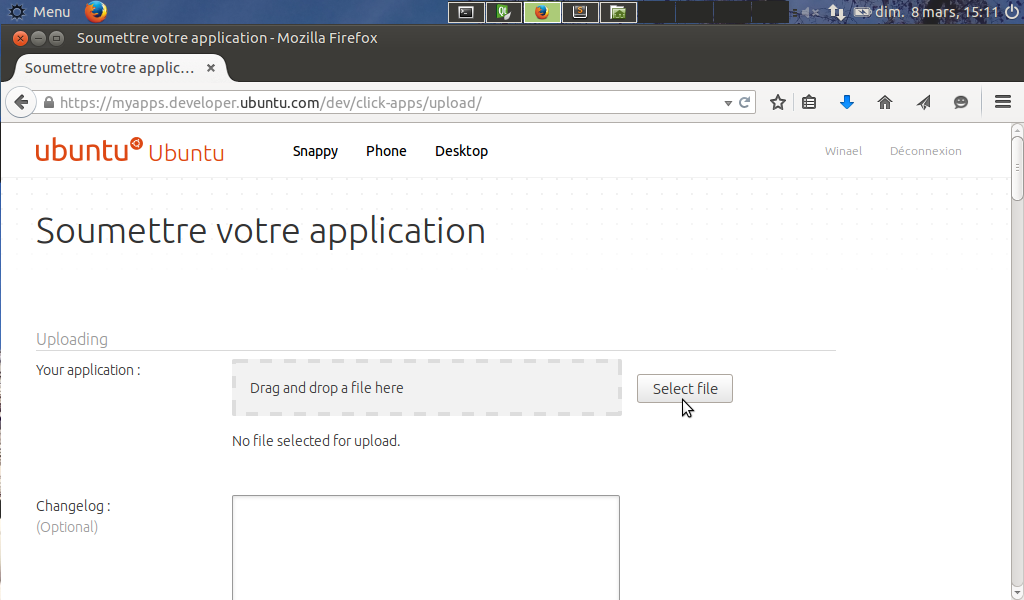 Menu
dim. 8 mars, 15:11
Soumettre votre application - Mozilla Firefox
Soumettre votre applic…
https://myapps.developer.ubuntu.com/dev/click-apps/upload/
ubuntu Ubuntu Snappy Phone Desktop Winael Déconnexion
Soumettre votre application
Uploading
Your application :
Drag and drop a file here
Select file
No file selected for upload.
Changelog :
(Optional)